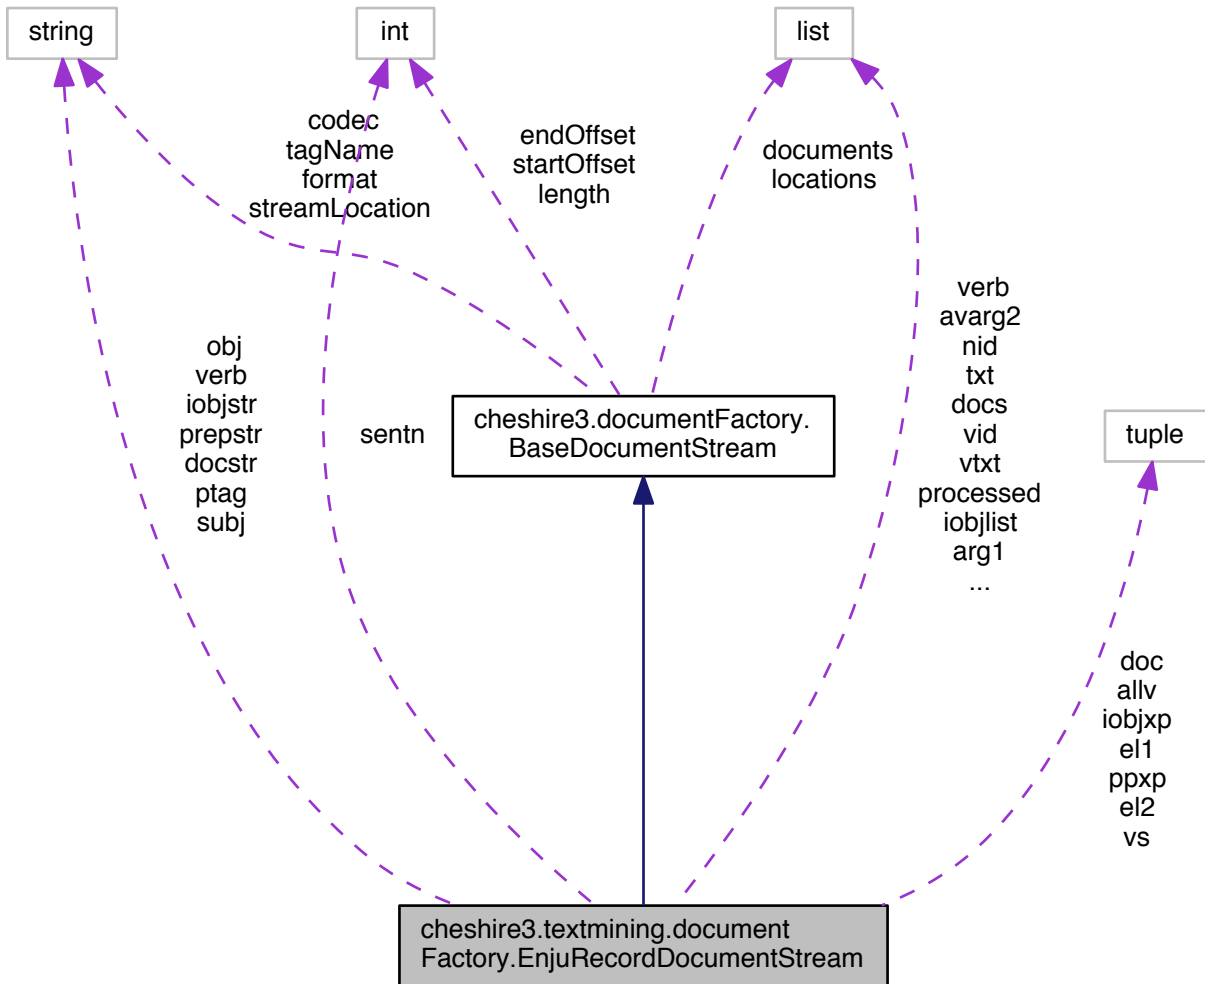 string
int
list
codec
tagName
format
streamLocation
endOffset
startOffset
length
documents
locations
obj
verb
iobjstr
prepstr
docstr
ptag
subj
sentn
cheshire3.documentFactory.
BaseDocumentStream
verb
avarg2
nid
txt
docs
vid
vtxt
processed
iobjlist
arg1
...
tuple
doc
allv
iobjxp
el1
ppxp
el2
vs
cheshire3.textmining.document
Factory.EnjuRecordDocumentStream